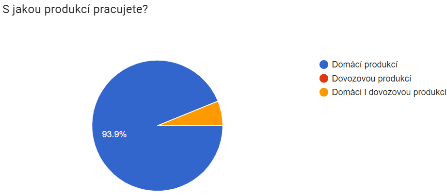 S jakou produkcí pracujete?
Domácí produkcí
Dovozovou produkcí
Domácí I dovozovou produkcí
93.9%